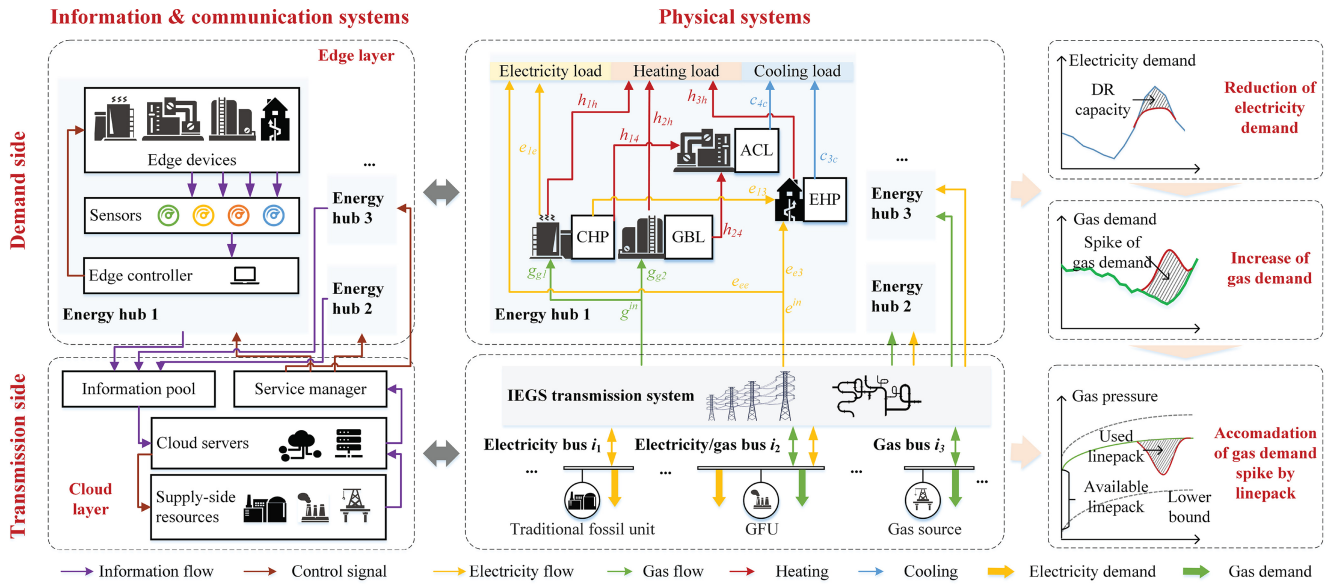 Information & communication systems
Physical systems
Demand side
Transmission side
Edge layer
Edge devices
Sensors
Edge controller
Energy hub 1
...
Energy hub 3
Energy hub 2
Information pool
Service manager
Cloud servers
Cloud layer
Supply-side resources
Electricity load
Heating load
Cooling load
h1h
h2h
h3h
c4c
h14
e1e
ACL
c3c
e13
EHP
CHP
GBL
h24
gg1
gg2
ee3
eee
gin
ein
Energy hub 1
...
Energy hub 3
Energy hub 2
IEGS transmission system
Electricity bus i1
Electricity/gas bus i2
Gas bus i3
...
...
...
...
Traditional fossil unit
GFU
Gas source
Electricity demand
DR capacity
Reduction of
electricity
demand
Gas demand
Spike of
gas demand
Increase of
gas demand
Gas pressure
Used
linepack
Available
linepack
Lower
bound
Accomadation
of gas demand
spike by
linepack
Information flow
Control signal
Electricity flow
Gas flow
Heating
Cooling
Electricity demand
Gas demand